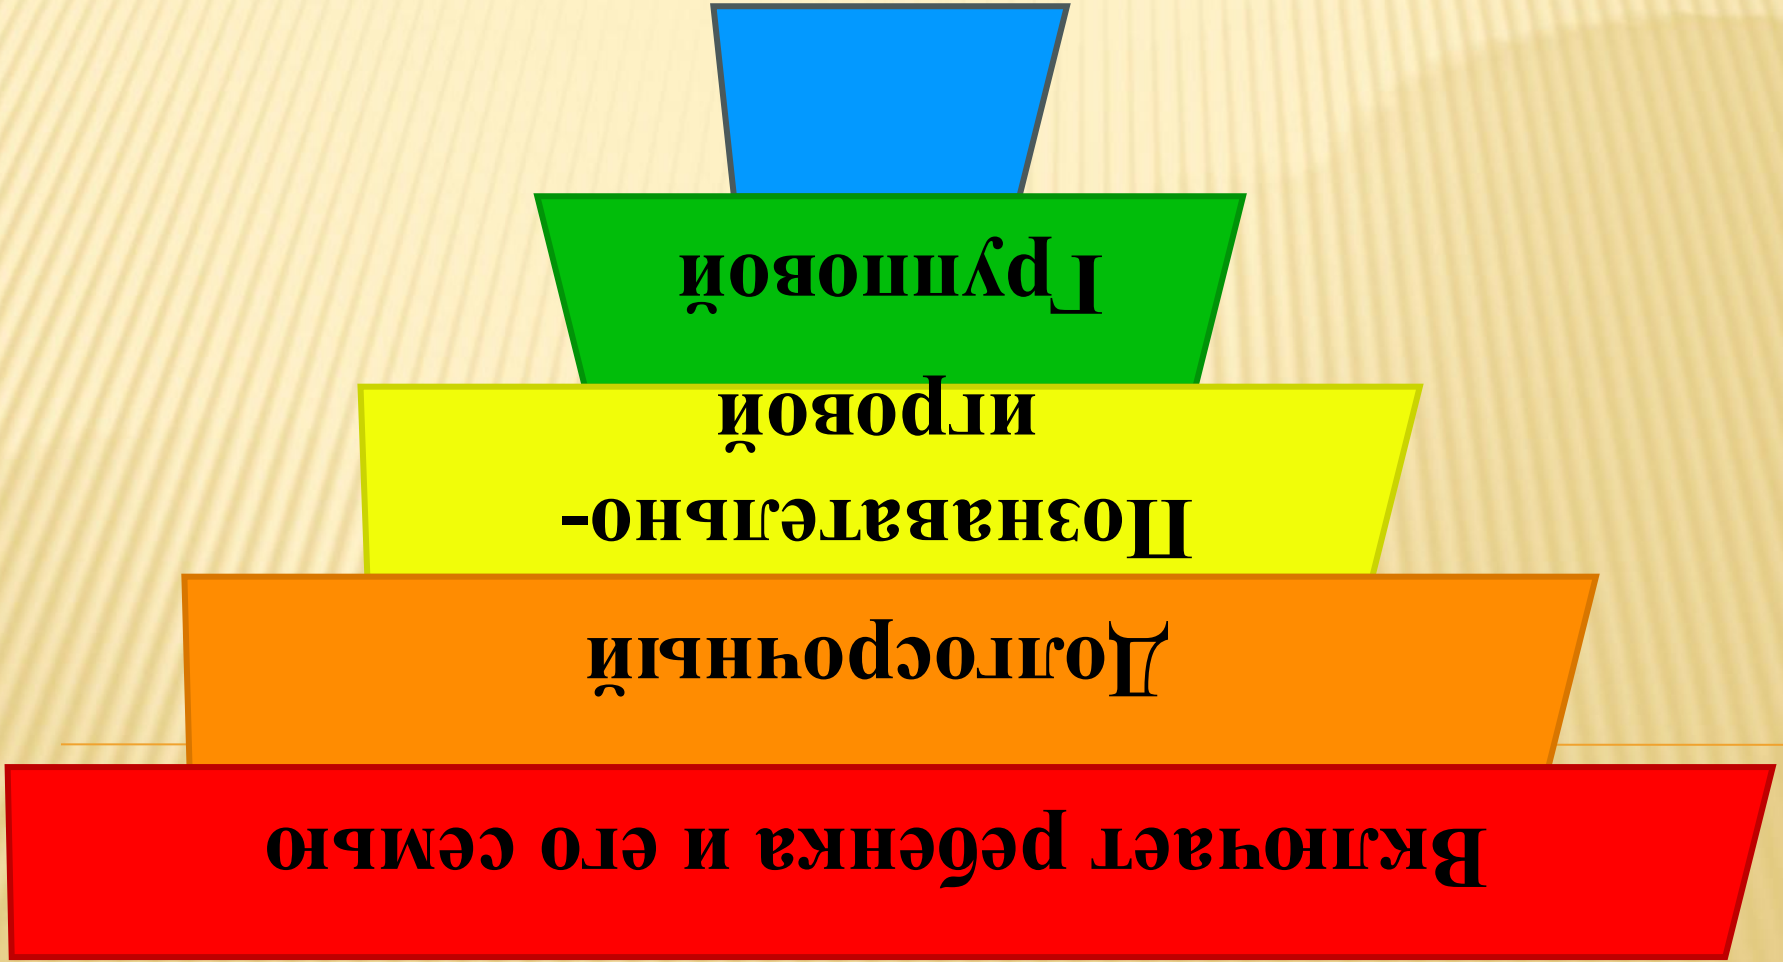 Включает ребенка и его семью
Долгосрочный
Познавательно-
игровой
Групповой